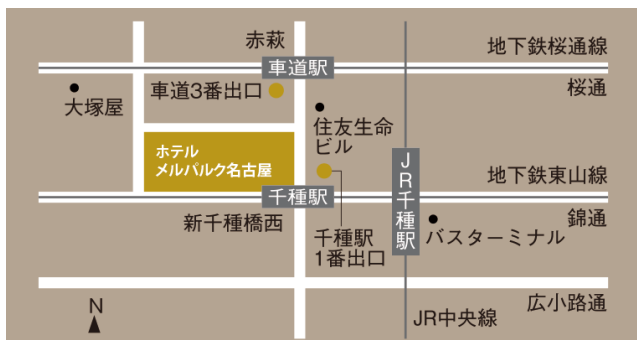 赤萩
地下鉄桜通線
車道駅
桜通
車道3番出口
大塚屋
住友生命
ビル
ホテル
メルパルク名古屋
JR千種駅
地下鉄東山線
千種駅
錦通
新千種橋西
千種駅
1番出口
バスターミナル
広小路通
N
JR中央線